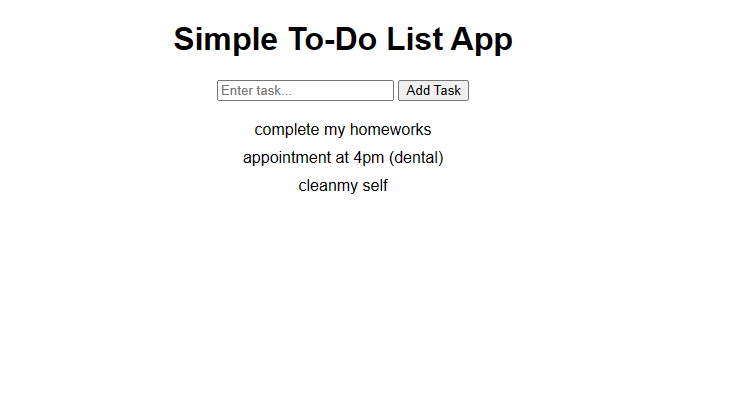 Simple To-Do List App
Enter task... Add Task
complete my homeworks
appointment at 4pm (dental)
cleanmy self